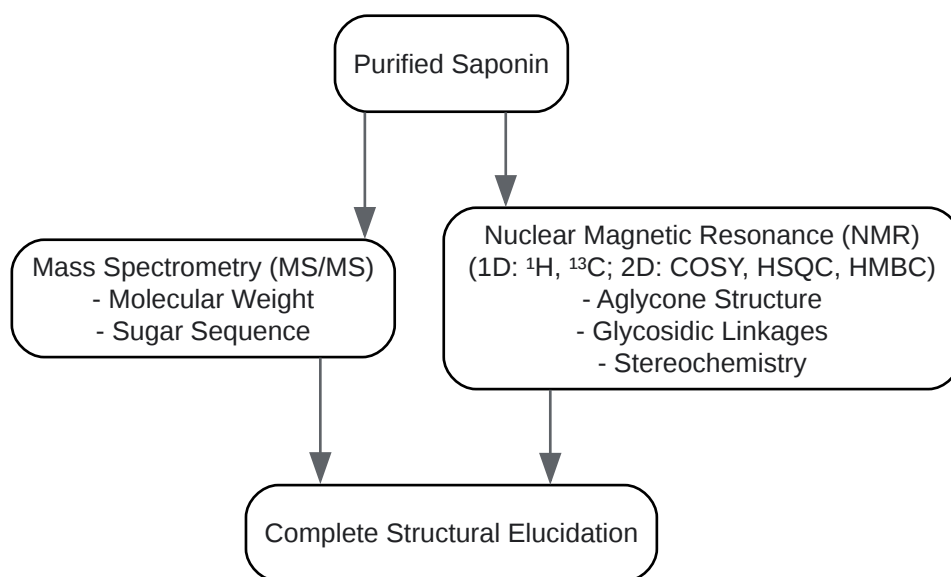 Purified Saponin
Mass Spectrometry (MS/MS)
- Molecular Weight
- Sugar Sequence
Nuclear Magnetic Resonance (NMR)
(1D: ¹H, ¹³C; 2D: COSY, HSQC, HMBC)
- Aglycone Structure
- Glycosidic Linkages
- Stereochemistry
Complete Structural Elucidation